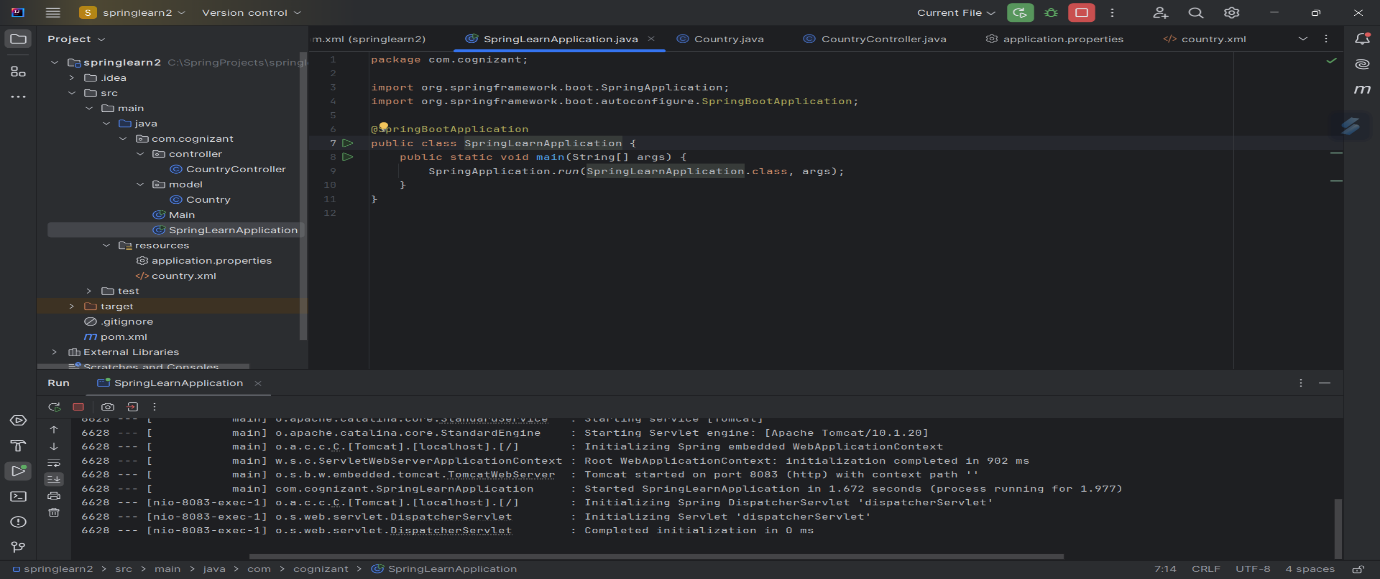 springlearn2 Version control Current File
Project
m.xml (springlearn2) SpringLearnApplication.java Country.java CountryController.java application.properties country.xml
springlearn2 C:\SpringProjects\springl
.idea
src
main
java
com.cognizant
controller
CountryController
model
Country
Main
SpringLearnApplication
resources
application.properties
country.xml
test
target
.gitignore
pom.xml
External Libraries
Scratches and Consoles
1 package com.cognizant;
2
3 import org.springframework.boot.SpringApplication;
4 import org.springframework.boot.autoconfigure.SpringBootApplication;
5
6 @SpringBootApplication
7 public class SpringLearnApplication {
8 public static void main(String[] args) {
9 SpringApplication.run(SpringLearnApplication.class, args);
10 }
11 }
12
Run SpringLearnApplication
6628 --- [ main] o.apache.catalina.core.StandardService : Starting service [Tomcat]
6628 --- [ main] o.apache.catalina.core.StandardEngine : Starting Servlet engine: [Apache Tomcat/10.1.20]
6628 --- [ main] o.a.c.c.C.[Tomcat].[localhost].[/] : Initializing Spring embedded WebApplicationContext
6628 --- [ main] w.s.c.ServletWebServerApplicationContext : Root WebApplicationContext: initialization completed in 902 ms
6628 --- [ main] o.s.b.w.embedded.tomcat.TomcatWebServer : Tomcat started on port 8083 (http) with context path ''
6628 --- [ main] com.cognizant.SpringLearnApplication : Started SpringLearnApplication in 1.672 seconds (process running for 1.977)
6628 --- [nio-8083-exec-1] o.a.c.c.C.[Tomcat].[localhost].[/] : Initializing Spring DispatcherServlet 'dispatcherServlet'
6628 --- [nio-8083-exec-1] o.s.web.servlet.DispatcherServlet : Initializing Servlet 'dispatcherServlet'
6628 --- [nio-8083-exec-1] o.s.web.servlet.DispatcherServlet : Completed initialization in 0 ms
springlearn2 > src > main > java > com > cognizant > SpringLearnApplication 7:14 CRLF UTF-8 4 spaces